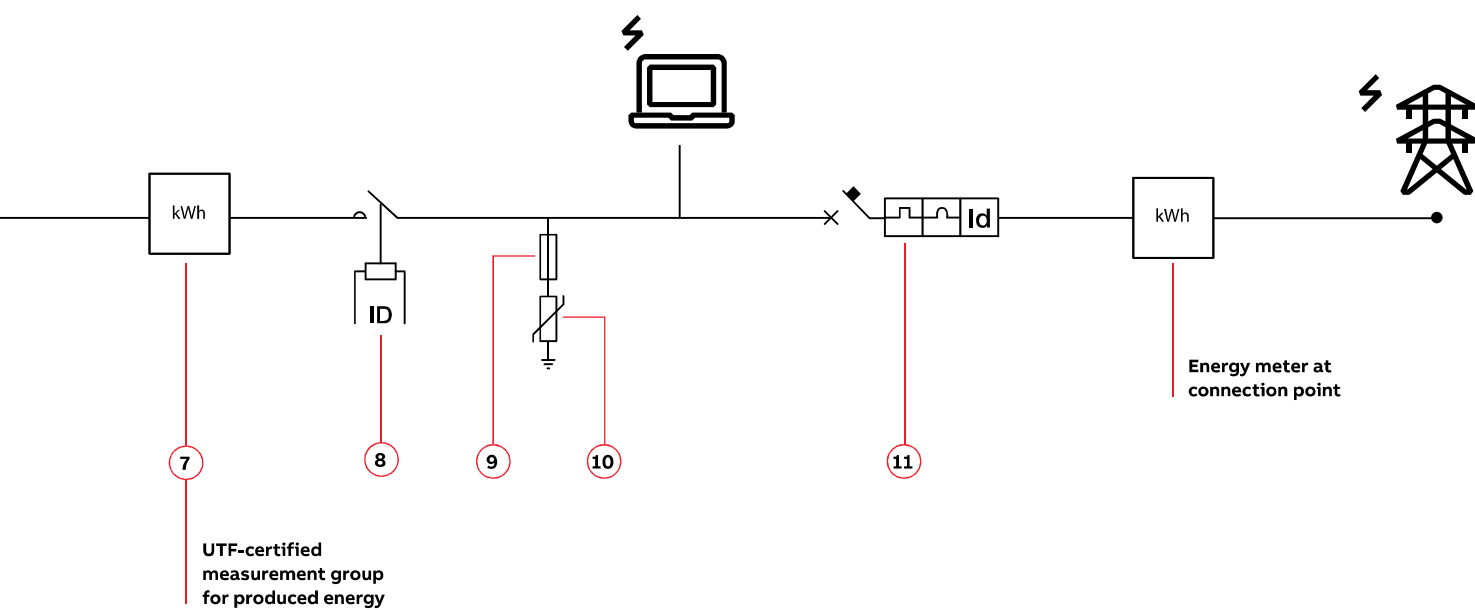 kWh
kWh
Id
ID
Energy meter at
connection point
7
8
9
10
11
UTF-certified
measurement group
for produced energy